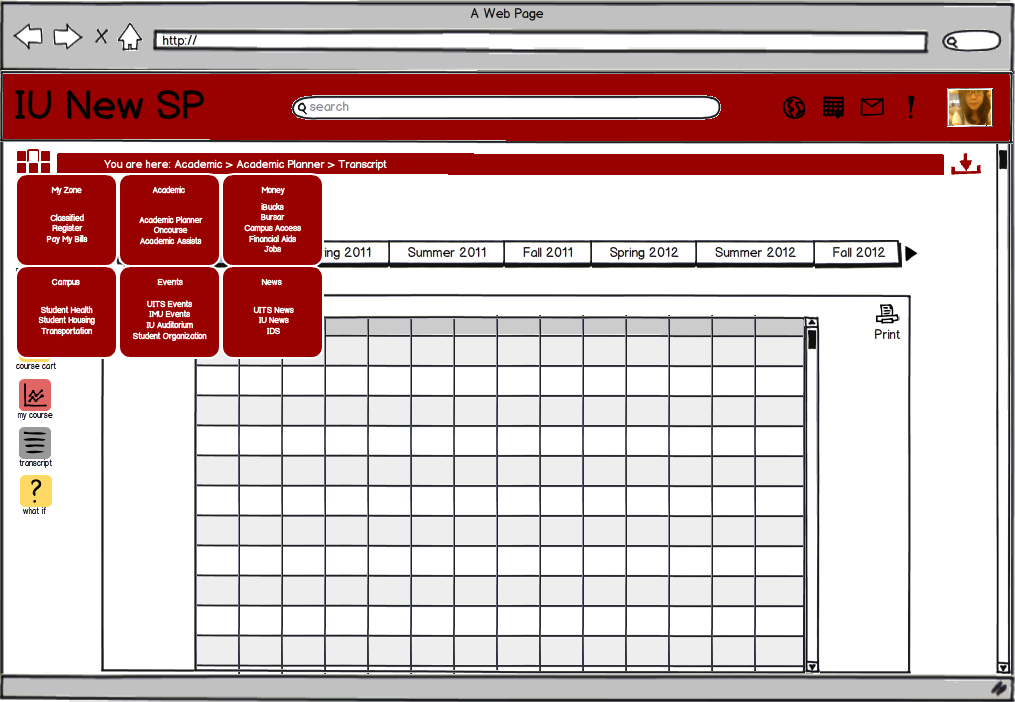 A Web Page
http://
IU New SP
search
You are here: Academic > Academic Planner > Transcript
My Zone
Classified
Register
Pay My Bills
Academic
Academic Planner
Oncourse
Academic Assists
Money
iBucks
Bursar
Campus Access
Financial Aids
Jobs
ing 2011
Summer 2011
Fall 2011
Spring 2012
Summer 2012
Fall 2012
Campus
Student Health
Student Housing
Transportation
Events
UITS Events
IMU Events
IU Auditorium
Student Organization
News
UITS News
IU News
IDS
Print
course cart
my course
transcript
what if